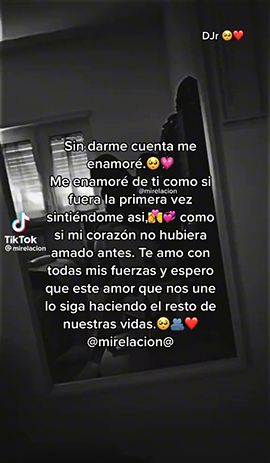 DJr 🥺❤️
Sin darme cuenta me
enamoré.🥺💘
Me enamoré de ti como si
@mirelacion
fuera la primera vez
sintiéndome asi,👩‍❤️‍👨💞 como
si mi corazón no hubiera
amado antes. Te amo con
todas mis fuerzas y espero
que este amor que nos une
lo siga haciendo el resto de
nuestras vidas.🥺🫂❤️
@mirelacion@
TikTok
@mirelacion